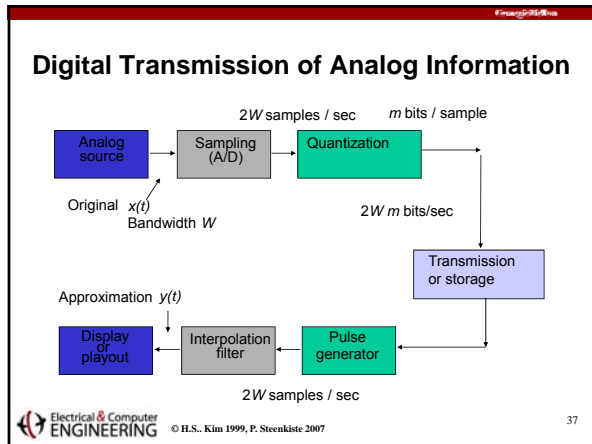 Carnegie Mellon
Digital Transmission of Analog Information
2W samples / sec
m bits / sample
Analog
source
Sampling
(A/D)
Quantization
Original x(t)
Bandwidth W
2W m bits/sec
Transmission
or storage
Approximation y(t)
Display
or
playout
Interpolation
filter
Pulse
generator
2W samples / sec
Electrical & Computer
ENGINEERING
© H.S.. Kim 1999, P. Steenkiste 2007
37